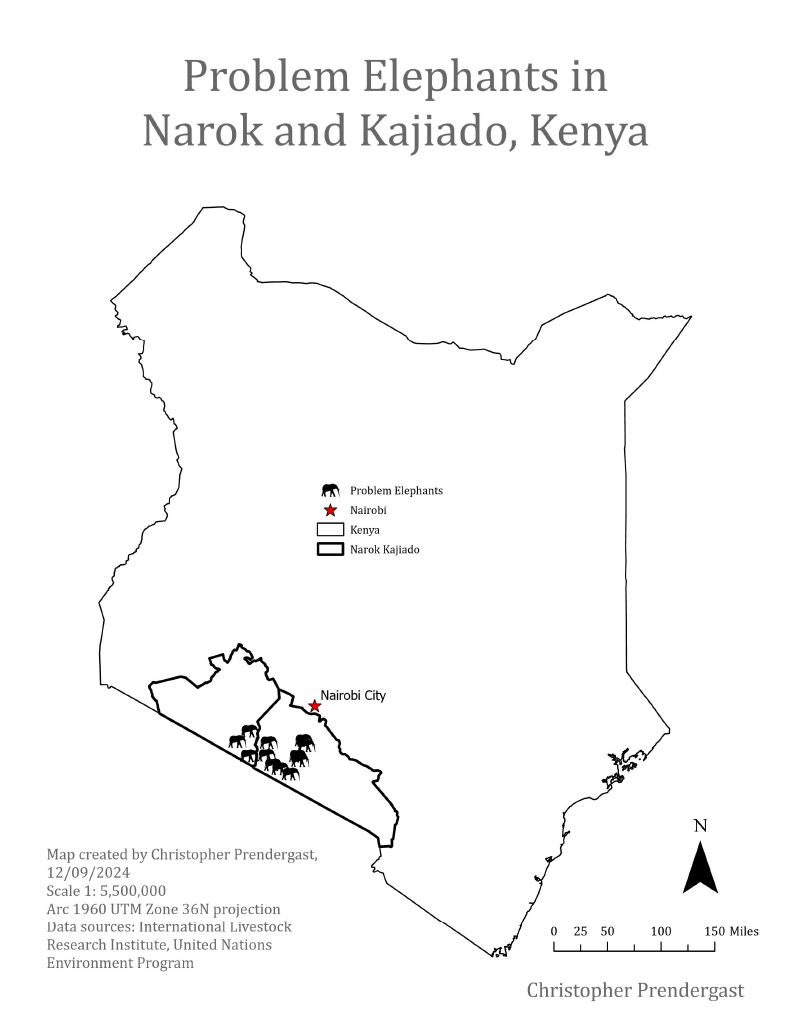 Problem Elephants in
Narok and Kajiado, Kenya
Problem Elephants
Nairobi
Kenya
Narok Kajiado
Nairobi City
Map created by Christopher Prendergast,
12/09/2024
Scale 1: 5,500,000
Arc 1960 UTM Zone 36N projection
Data sources: International Livestock
Research Institute, United Nations
Environment Program
N
0 25 50 100 150 Miles
Christopher Prendergast